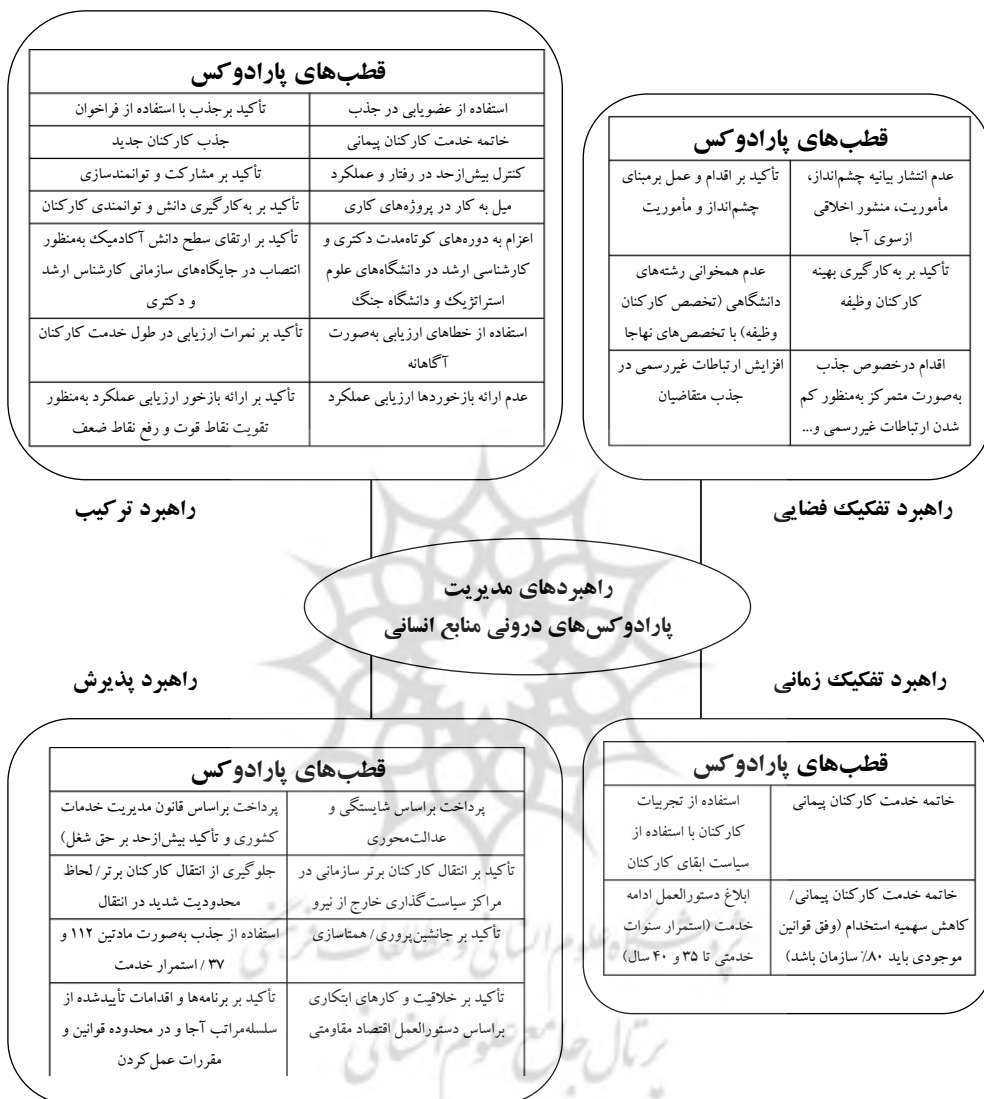 قطب‌های پارادوکس
استفاده از عضویابی در جذب
تأکید برجذب با استفاده از فراخوان
خاتمه خدمت کارکنان پیمانی
جذب کارکنان جدید
کنترل بیش‌ازحد در رفتار و عملکرد
تأکید بر مشارکت و توانمندسازی
میل به کار در پروژه‌های کاری
تأکید بر به‌کارگیری دانش و توانمندی کارکنان
اعزام به دوره‌های کوتاه‌مدت دکتری و
کارشناسی ارشد در دانشگاه‌های علوم
استراتژیک و دانشگاه جنگ
تأکید بر ارتقای سطح دانش آکادمیک به‌منظور
انتصاب در جایگاه‌های سازمانی کارشناس ارشد
و دکتری
استفاده از خطاهای ارزیابی به‌صورت
آگاهانه
تأکید بر نمرات ارزیابی در طول خدمت کارکنان
عدم ارائه بازخوردها ارزیابی عملکرد
تأکید بر ارائه بازخور ارزیابی عملکرد به‌منظور
تقویت نقاط قوت و رفع نقاط ضعف
قطب‌های پارادوکس
عدم انتشار بیانیه چشم‌انداز،
مأموریت، منشور اخلاقی
ازسوی آجا
تأکید بر اقدام و عمل برمبنای
چشم‌انداز و مأموریت
تأکید بر به‌کارگیری بهینه
کارکنان وظیفه
عدم همخوانی رشته‌های
دانشگاهی (تخصص کارکنان
وظیفه) با تخصص‌های نهاجا
اقدام درخصوص جذب
به‌صورت متمرکز به‌منظور کم
شدن ارتباطات غیررسمی و...
افزایش ارتباطات غیررسمی در
جذب متقاضیان
راهبرد تفکیک فضایی
راهبرد ترکیب
راهبردهای مدیریت
پارادوکس‌های درونی منابع انسانی
راهبرد تفکیک زمانی
راهبرد پذیرش
قطب‌های پارادوکس
خاتمه خدمت کارکنان پیمانی
استفاده از تجربیات
کارکنان با استفاده از
سیاست ابقای کارکنان
خاتمه خدمت کارکنان پیمانی/
کاهش سهمیه استخدام (وفق قوانین
موجودی باید ۸۰٪ سازمان باشد)
ابلاغ دستورالعمل ادامه
خدمت (استمرار سنوات
خدمتی تا ۳۵ و ۴۰ سال)
قطب‌های پارادوکس
پرداخت براساس شایستگی و
عدالت‌محوری
پرداخت براساس قانون مدیریت خدمات
کشوری و تأکید بیش‌ازحد بر حق شغل)
تأکید بر انتقال کارکنان برتر سازمانی در
مراکز سیاست‌گذاری خارج از نیرو
جلوگیری از انتقال کارکنان برتر/ لحاظ
محدودیت شدید در انتقال
تأکید بر جانشین‌پروری/ همتاسازی
استفاده از جذب به‌صورت مادتین ۱۱۲ و
۳۷ / استمرار خدمت
تأکید بر خلاقیت و کارهای ابتکاری
براساس دستورالعمل اقتصاد مقاومتی
تأکید بر برنامه‌ها و اقدامات تأییدشده از
سلسله‌مراتب آجا و در محدوده قوانین و
مقررات عمل‌کردن
پژوهشگاه علوم انسانی و مطالعات فرهنگی
پرتال جامع علوم انسانی